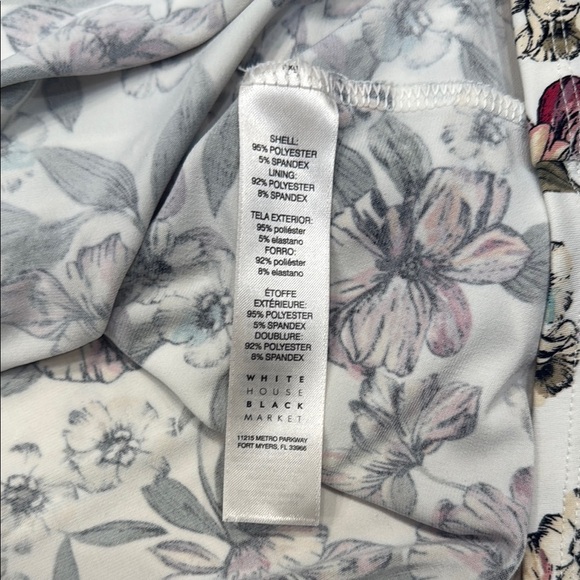 SHELL:
95% POLYESTER
5% SPANDEX
LINING:
92% POLYESTER
8% SPANDEX
TELA EXTERIOR:
95% poliéster
5% elastano
FORRO:
92% poliéster
8% elastano
ÉTOFFE
EXTÉRIEURE:
95% POLYESTER
5% SPANDEX
DOUBLURE:
92% POLYESTER
8% SPANDEX
WHITE
HOUSE
BLACK
MARKET
11215 METRO PARKWAY
FORT MYERS, FL 33966